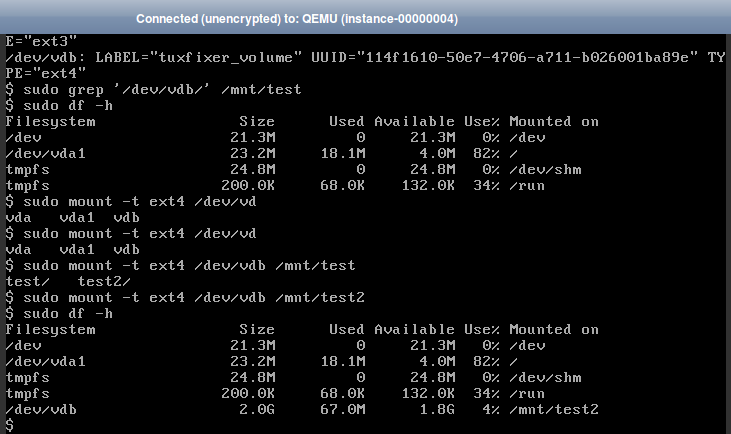 Connected (unencrypted) to: QEMU (instance-00000004)
E="ext3"
/dev/vdb: LABEL="tuxfixer_volume" UUID="114f1610-50e7-4706-a711-b026001ba89e" TY
PE="ext4"
$ sudo grep '/dev/vdb/' /mnt/test
$ sudo df -h
Filesystem                Size      Used Available Use% Mounted on
/dev                     21.3M         0     21.3M   0% /dev
/dev/vda1                23.2M     18.1M      4.0M  82% /
tmpfs                    24.8M         0     24.8M   0% /dev/shm
tmpfs                   200.0K     68.0K    132.0K  34% /run
$ sudo mount -t ext4 /dev/vd
vda   vda1  vdb
$ sudo mount -t ext4 /dev/vd
vda   vda1  vdb
$ sudo mount -t ext4 /dev/vdb /mnt/test
test/   test2/
$ sudo mount -t ext4 /dev/vdb /mnt/test2
$ sudo df -h
Filesystem                Size      Used Available Use% Mounted on
/dev                     21.3M         0     21.3M   0% /dev
/dev/vda1                23.2M     18.1M      4.0M  82% /
tmpfs                    24.8M         0     24.8M   0% /dev/shm
tmpfs                   200.0K     68.0K    132.0K  34% /run
/dev/vdb                  2.0G     67.0M      1.8G   4% /mnt/test2
$